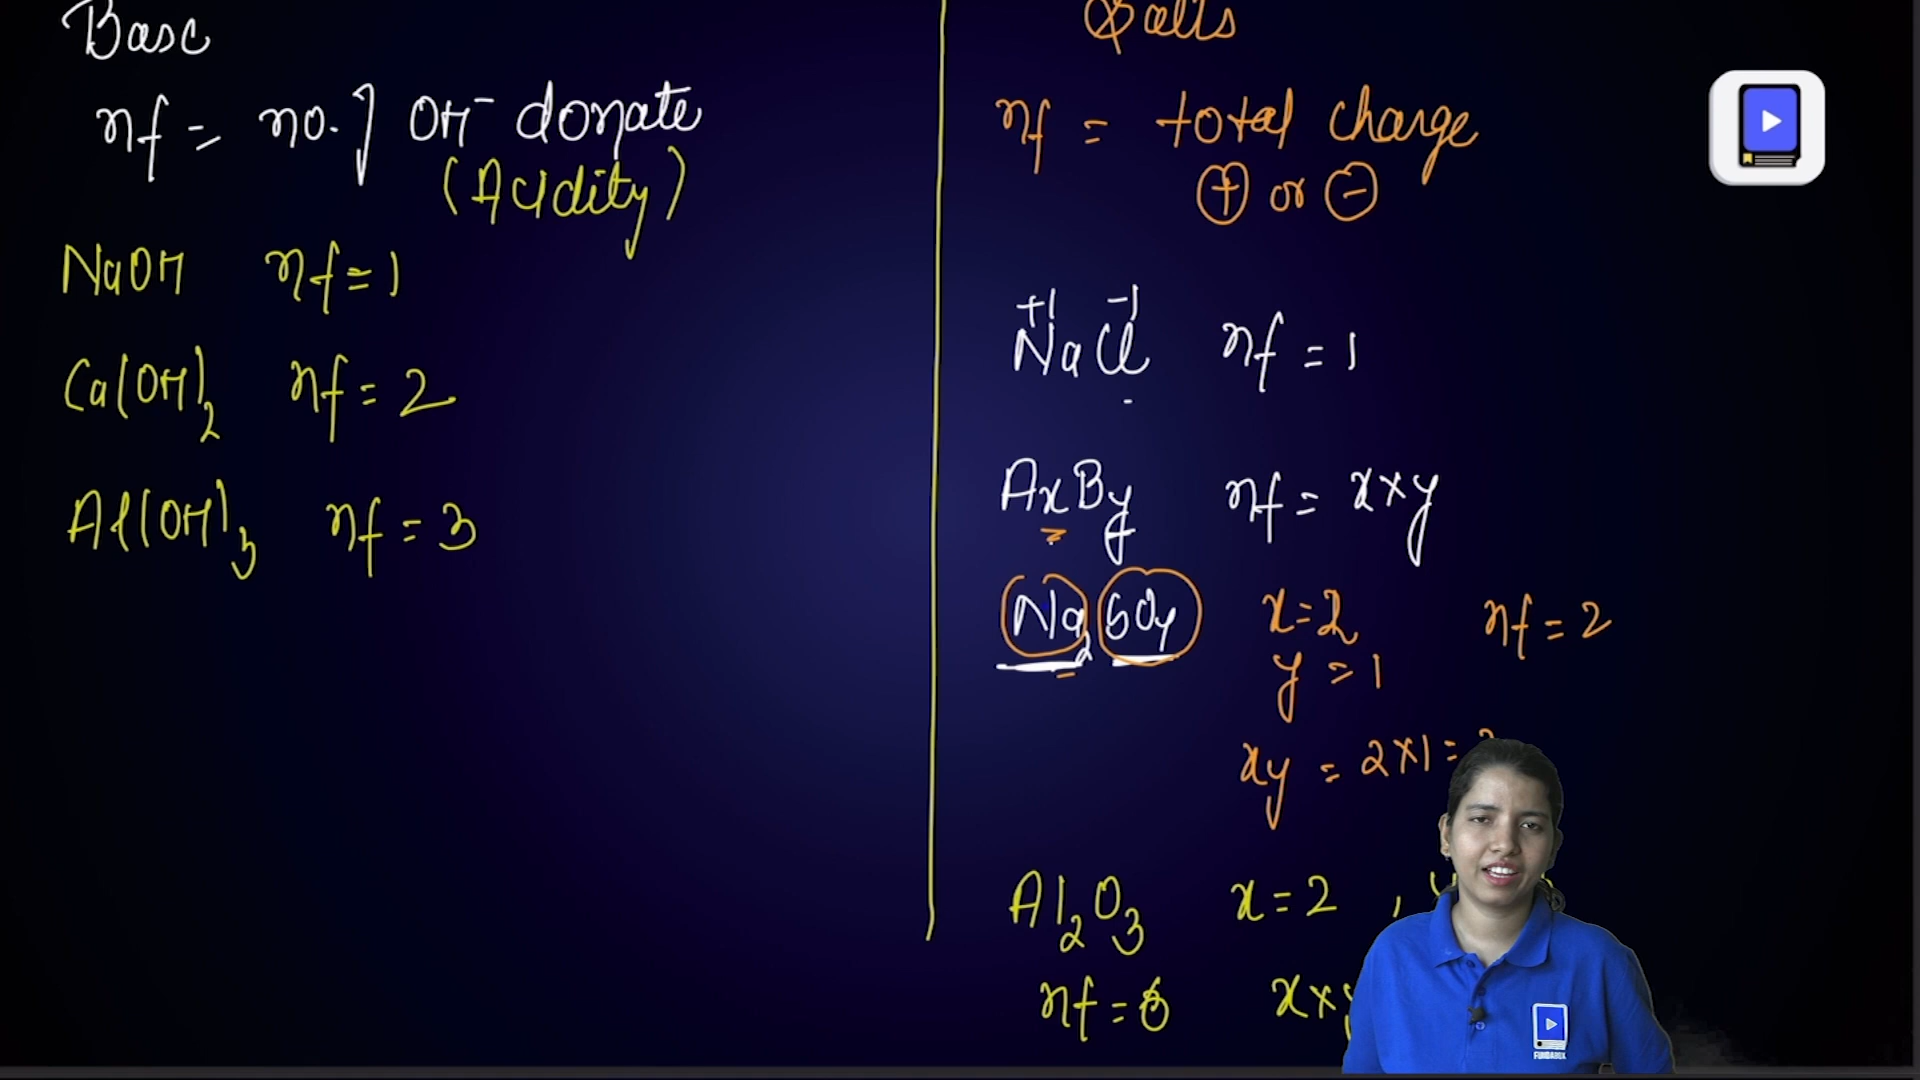 Base
nf = no. of OH⁻ donate
(Acidity)
NaOH nf = 1
Ca(OH)₂ nf = 2
Al(OH)₃ nf = 3
Salts
nf = total charge
+ or -
+1 -1
NaCl nf = 1
AxBy nf = x×y
Na₂SO₄ x=2 nf = 2
y = 1
xy = 2×1 =
Al₂O₃ x = 2 ,
nf = 6 x×
FUNDABOX